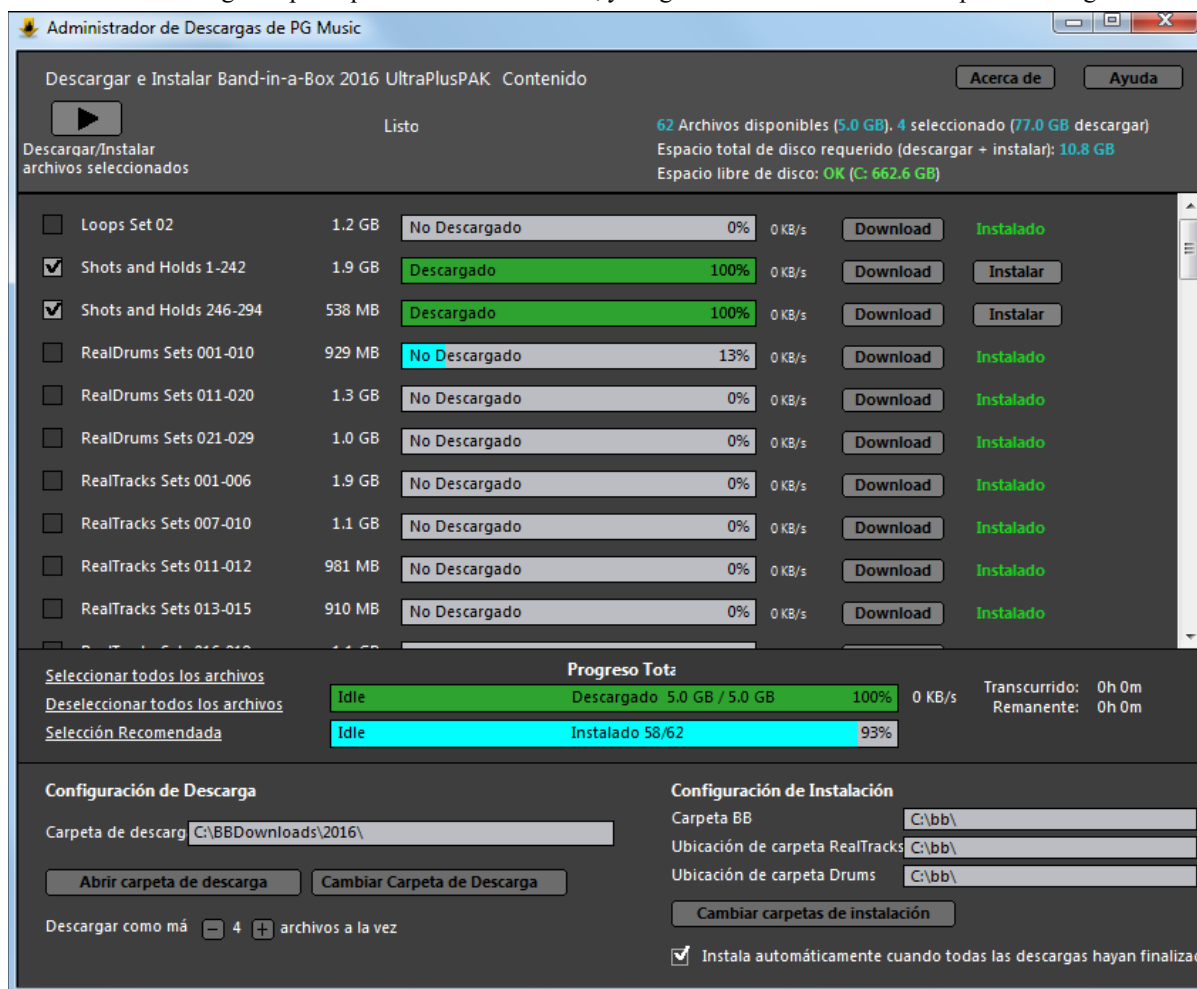 Administrador de Descargas de PG Music
Descargar e Instalar Band-in-a-Box 2016 UltraPlusPAK Contenido
Acerca de
Ayuda
Descargar/Instalar
archivos seleccionados
Listo
62 Archivos disponibles (5.0 GB). 4 seleccionado (77.0 GB descargar)
Espacio total de disco requerido (descargar + instalar): 10.8 GB
Espacio libre de disco: OK (C: 662.6 GB)
Loops Set 02 1.2 GB No Descargado 0% 0 KB/s Download Instalado
Shots and Holds 1-242 1.9 GB Descargado 100% 0 KB/s Download Instalar
Shots and Holds 246-294 538 MB Descargado 100% 0 KB/s Download Instalar
RealDrums Sets 001-010 929 MB No Descargado 13% 0 KB/s Download Instalado
RealDrums Sets 011-020 1.3 GB No Descargado 0% 0 KB/s Download Instalado
RealDrums Sets 021-029 1.0 GB No Descargado 0% 0 KB/s Download Instalado
RealTracks Sets 001-006 1.9 GB No Descargado 0% 0 KB/s Download Instalado
RealTracks Sets 007-010 1.1 GB No Descargado 0% 0 KB/s Download Instalado
RealTracks Sets 011-012 981 MB No Descargado 0% 0 KB/s Download Instalado
RealTracks Sets 013-015 910 MB No Descargado 0% 0 KB/s Download Instalado
Seleccionar todos los archivos
Deseleccionar todos los archivos
Selección Recomendada
Progreso Tota
Idle Descargado 5.0 GB / 5.0 GB 100% 0 KB/s
Idle Instalado 58/62 93%
Transcurrido: 0h 0m
Remanente: 0h 0m
Configuración de Descarga
Carpeta de descarg C:\BBDownloads\2016\
Abrir carpeta de descarga
Cambiar Carpeta de Descarga
Descargar como má - 4 + archivos a la vez
Configuración de Instalación
Carpeta BB C:\bb\
Ubicación de carpeta RealTracks C:\bb\
Ubicación de carpeta Drums C:\bb\
Cambiar carpetas de instalación
Instala automáticamente cuando todas las descargas hayan finalizad